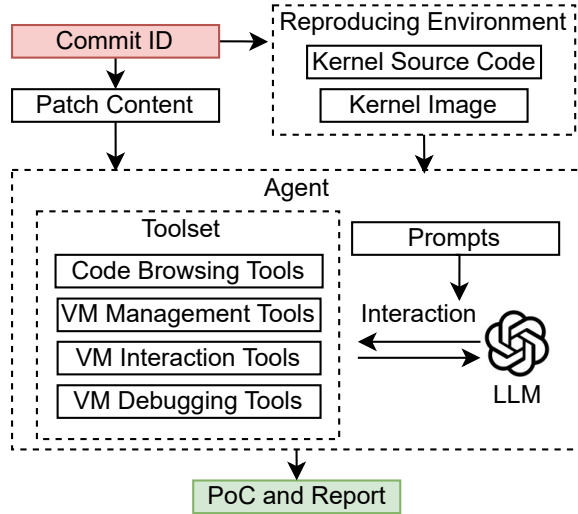 Commit ID
Reproducing Environment
Kernel Source Code
Kernel Image
Patch Content
Agent
Toolset
Code Browsing Tools
VM Management Tools
VM Interaction Tools
VM Debugging Tools
Prompts
Interaction
LLM
PoC and Report